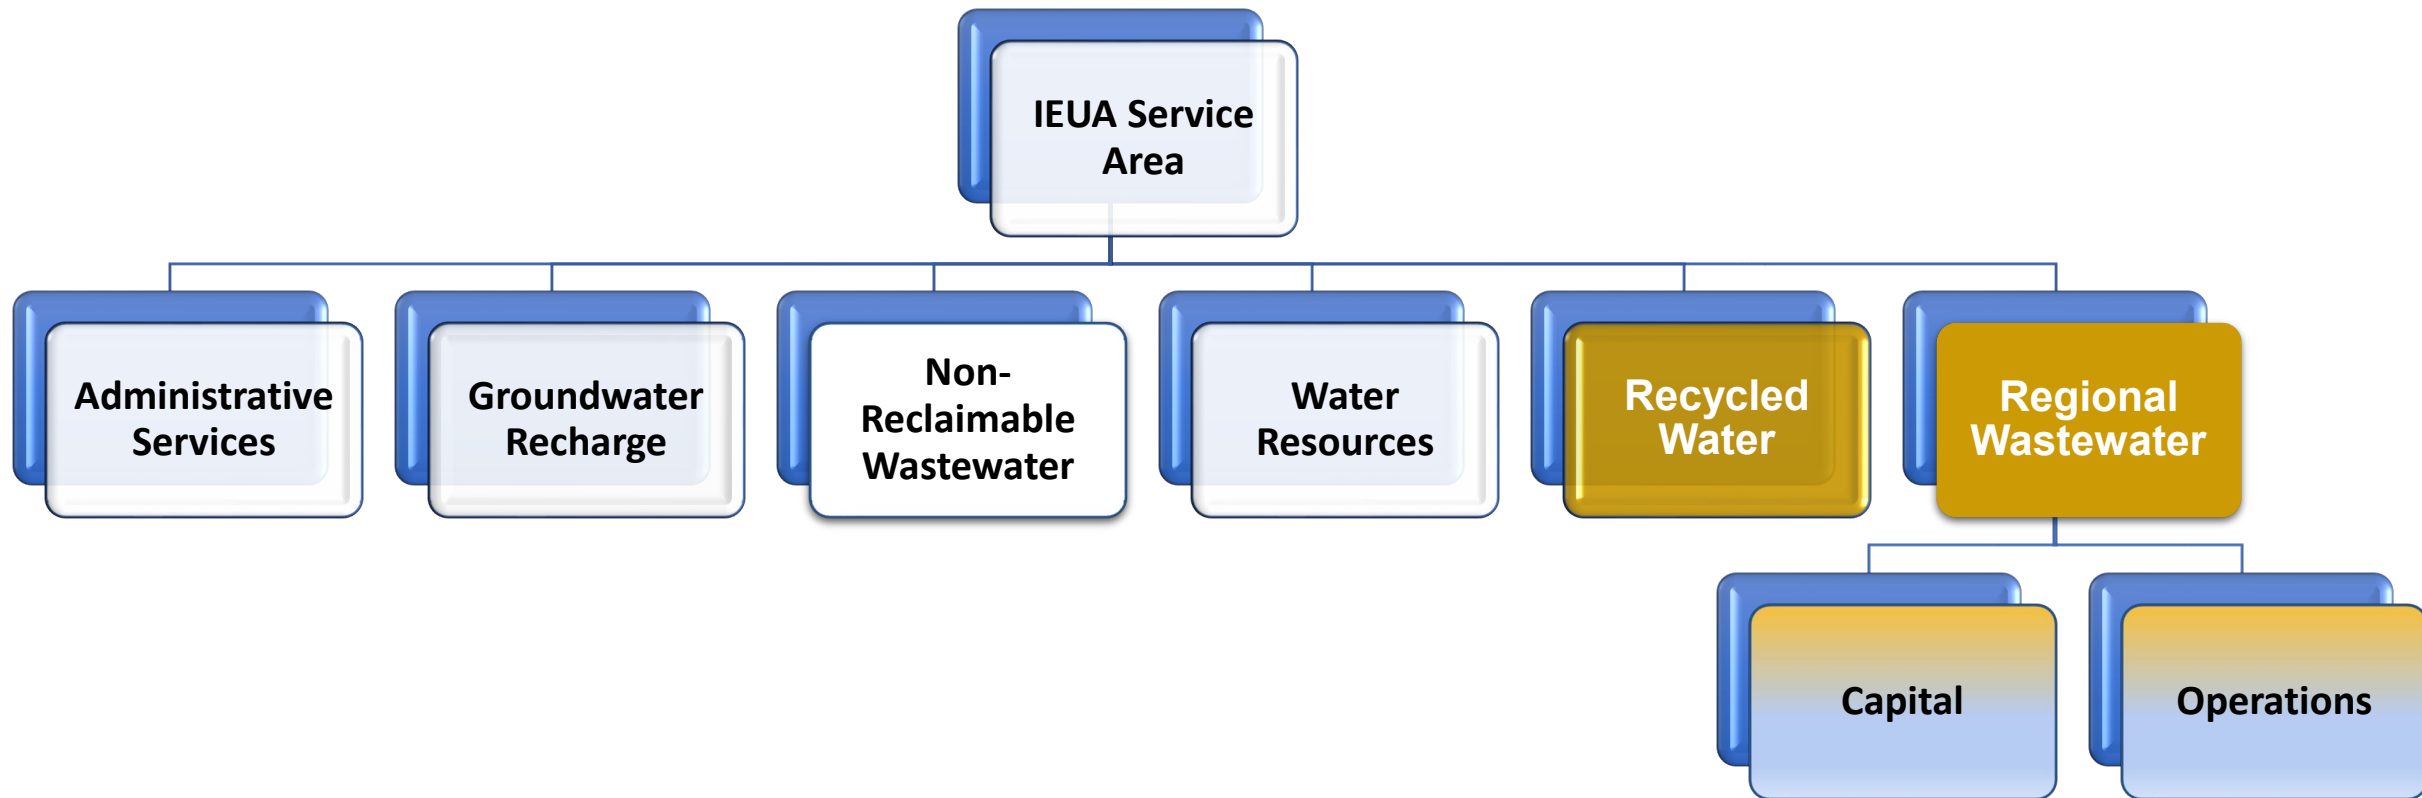 IEUA Service
Area
Administrative
Services
Groundwater
Recharge
Non-
Reclaimable
Wastewater
Water
Resources
Recycled
Water
Regional
Wastewater
Capital
Operations